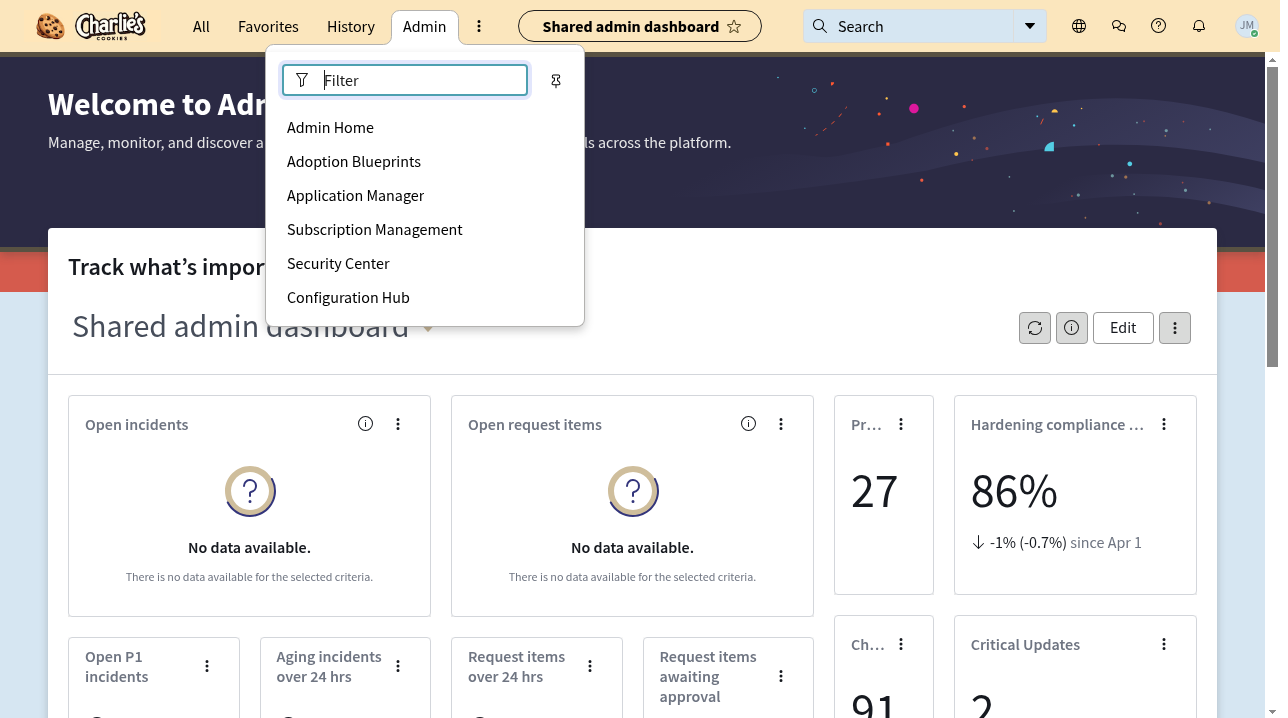 Charlie's
COOKIES
All
Favorites
History
Admin
Shared admin dashboard
Search
JM
Filter
Admin Home
Adoption Blueprints
Application Manager
Subscription Management
Security Center
Configuration Hub
Welcome to Adm
Manage, monitor, and discover a
ls across the platform.
Track what's impor
Shared admin dashboard
Edit
Open incidents
No data available.
There is no data available for the selected criteria.
Open request items
No data available.
There is no data available for the selected criteria.
Pr...
27
Hardening compliance ...
86%
-1% (-0.7%) since Apr 1
Open P1
incidents
Aging incidents
over 24 hrs
Request items
over 24 hrs
Request items
awaiting
approval
Ch...
91
Critical Updates
2